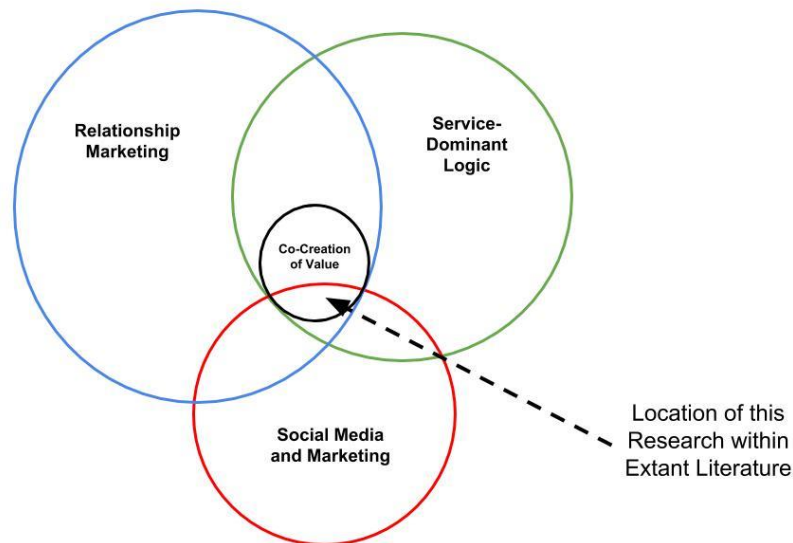 Relationship
Marketing
Service-
Dominant
Logic
Co-Creation
of Value
Social Media
and Marketing
Location of this
Research within
Extant Literature